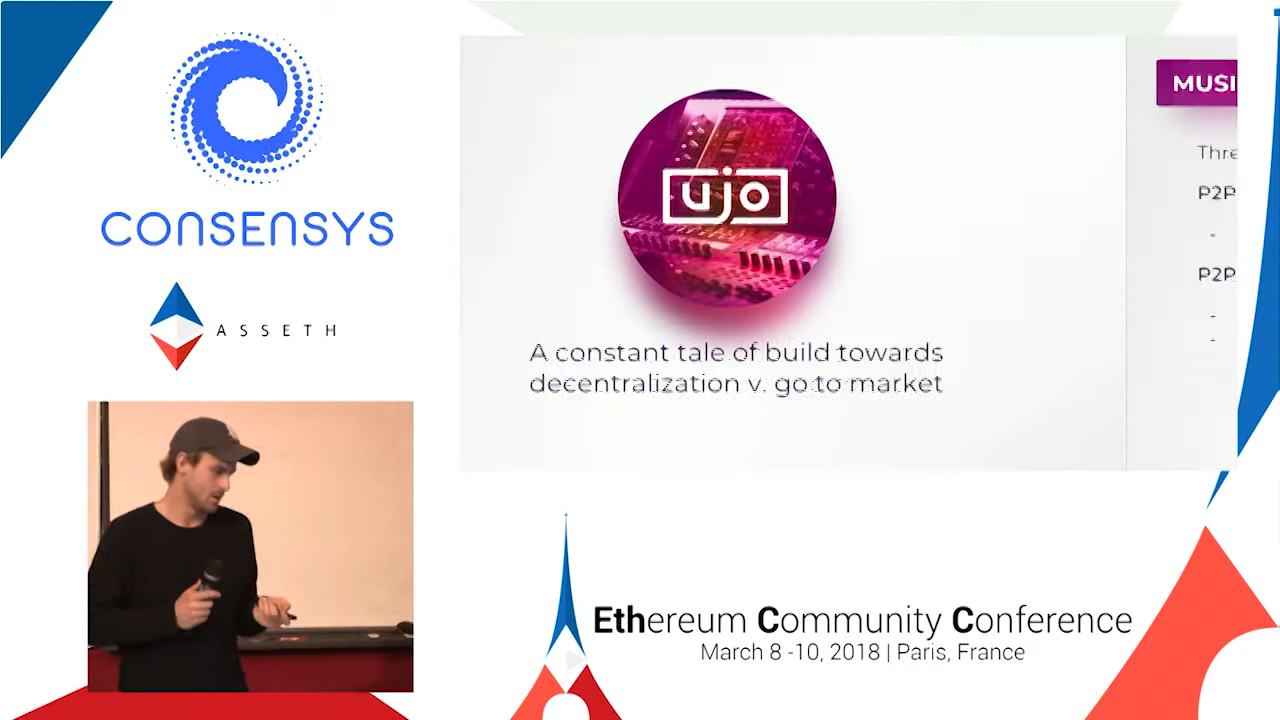 CONSENSYS
ASSETH
ujo
A constant tale of build towards
decentralization v. go to market
MUSI
Thre
P2P
-
P2P
-
-
Ethereum Community Conference
March 8 -10, 2018 | Paris, France